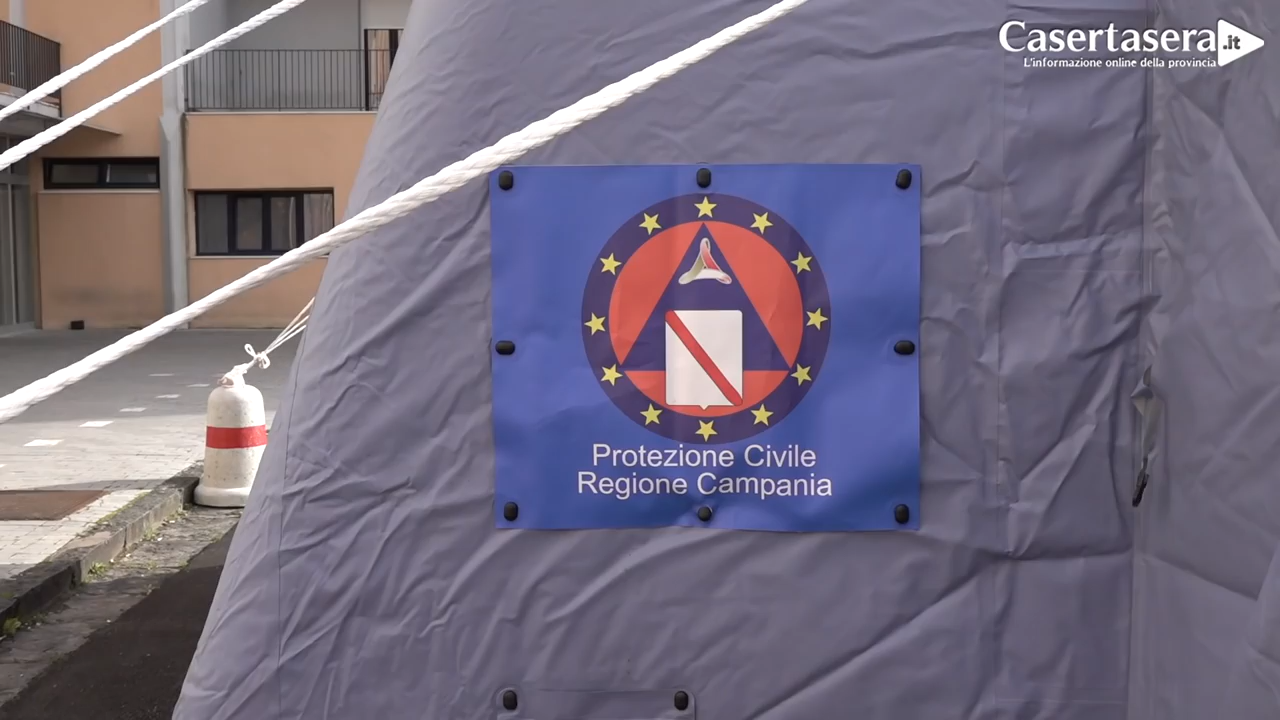 Casertasera.it
L'informazione online della provincia
Protezione Civile
Regione Campania